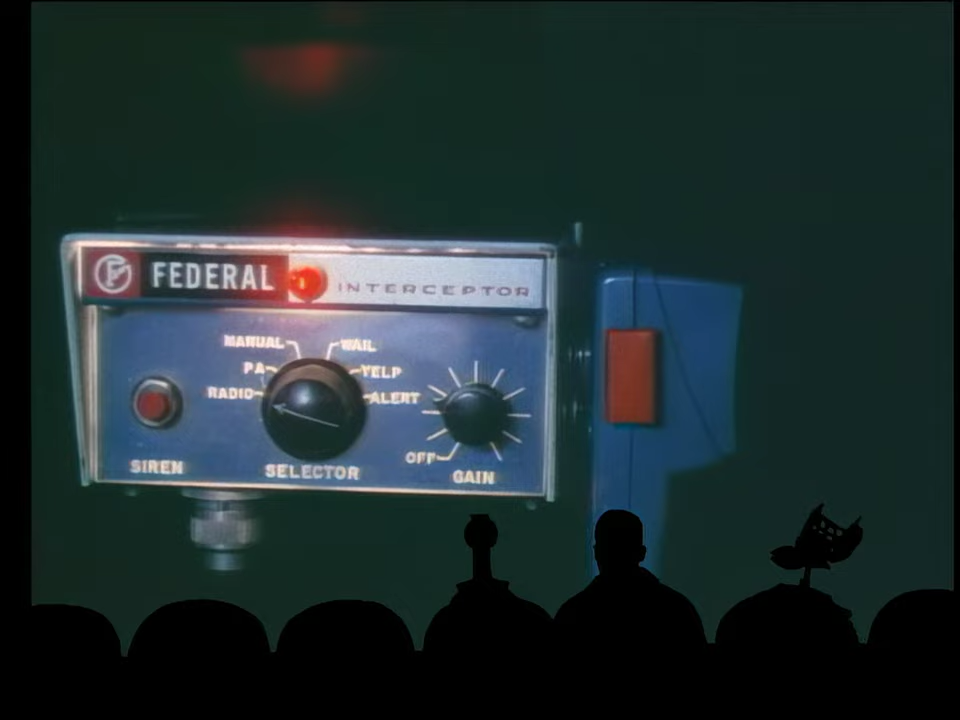 F FEDERAL INTERCEPTOR
MANUAL WAIL
PA YELP
RADIO ALERT
OFF
SIREN SELECTOR GAIN